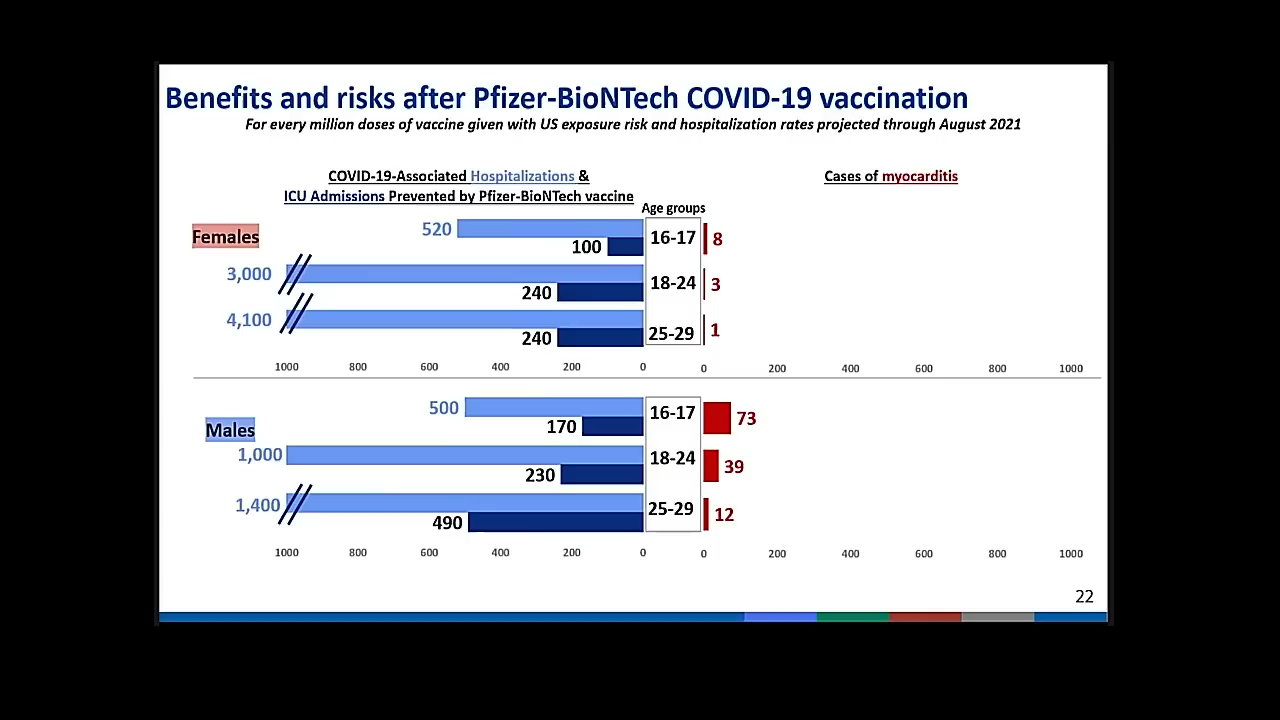 Benefits and risks after Pfizer-BioNTech COVID-19 vaccination
For every million doses of vaccine given with US exposure risk and hospitalization rates projected through August 2021
COVID-19-Associated Hospitalizations &
ICU Admissions Prevented by Pfizer-BioNTech vaccine
Cases of myocarditis
Age groups
Females
520
100
16-17
8
3,000
240
18-24
3
4,100
240
25-29
1
1000 800 600 400 200 0 0 200 400 600 800 1000
Males
500
170
16-17
73
1,000
230
18-24
39
1,400
490
25-29
12
1000 800 600 400 200 0 0 200 400 600 800 1000
22